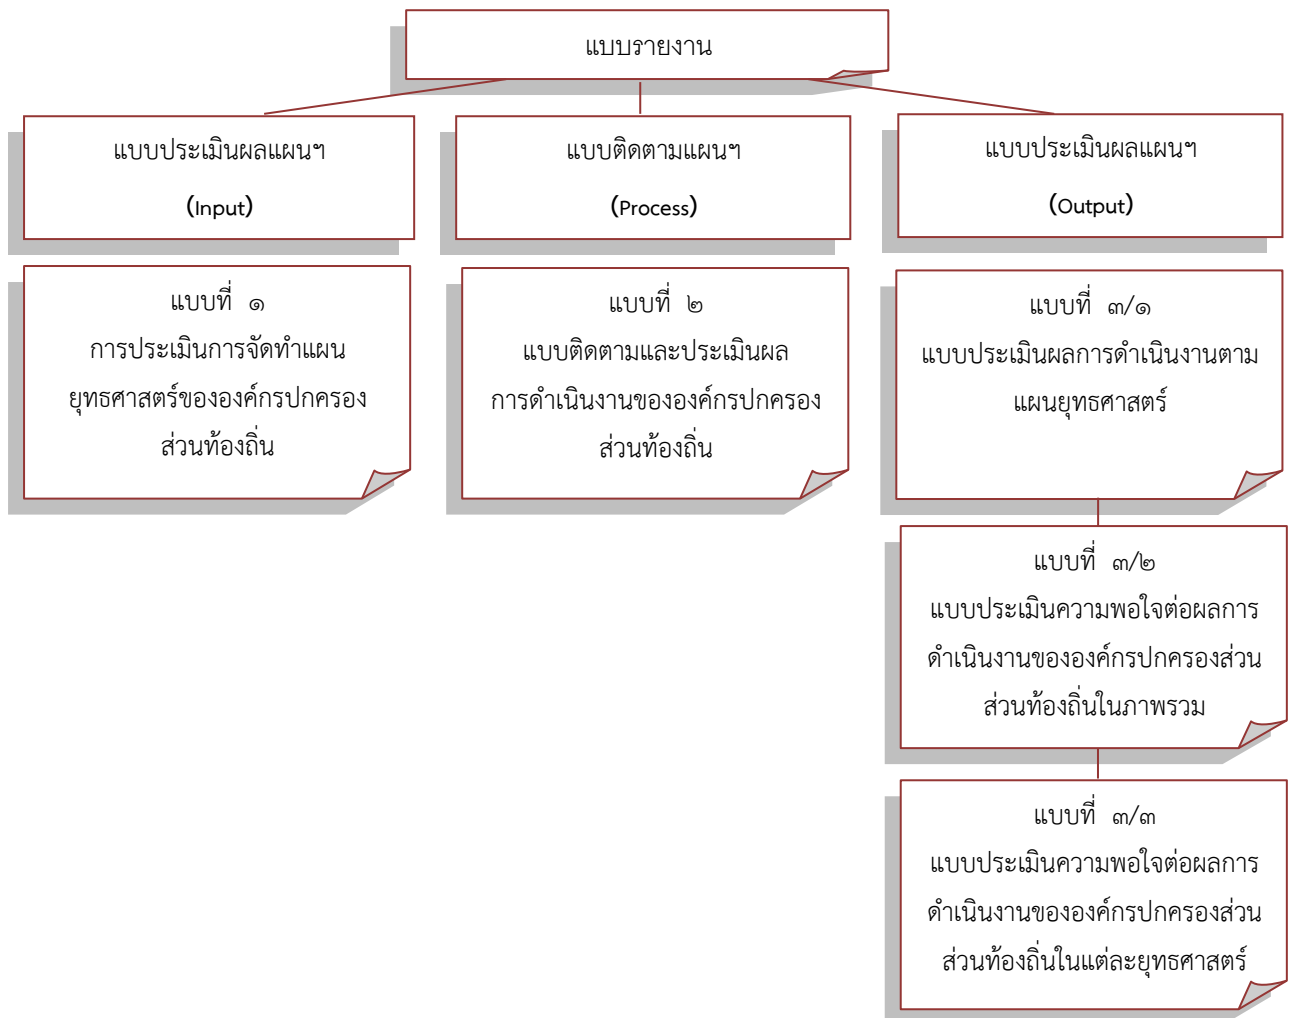 แบบรายงาน
แบบประเมินผลแผนฯ
(Input)
แบบติดตามแผนฯ
(Process)
แบบประเมินผลแผนฯ
(Output)
แบบที่ ๑
การประเมินการจัดทำแผน
ยุทธศาสตร์ขององค์กรปกครอง
ส่วนท้องถิ่น
แบบที่ ๒
แบบติดตามและประเมินผล
การดำเนินงานขององค์กรปกครอง
ส่วนท้องถิ่น
แบบที่ ๓/๑
แบบประเมินผลการดำเนินงานตาม
แผนยุทธศาสตร์
แบบที่ ๓/๒
แบบประเมินความพอใจต่อผลการ
ดำเนินงานขององค์กรปกครองส่วน
ส่วนท้องถิ่นในภาพรวม
แบบที่ ๓/๓
แบบประเมินความพอใจต่อผลการ
ดำเนินงานขององค์กรปกครองส่วน
ส่วนท้องถิ่นในแต่ละยุทธศาสตร์